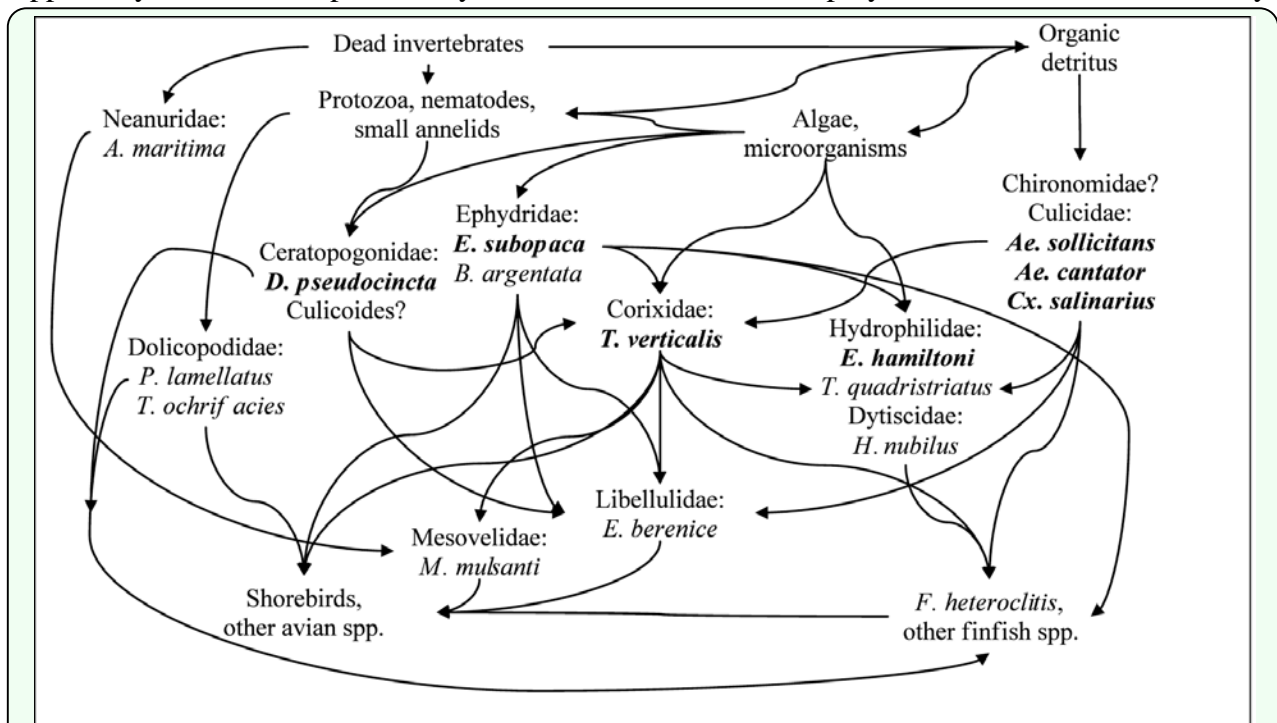 Dead invertebrates
Organic
detritus
Neanuridae:
A. maritima
Protozoa, nematodes,
small annelids
Algae,
microorganisms
Chironomidae?
Culicidae:
Ae. sollicitans
Ae. cantator
Cx. salinarius
Ephydridae:
E. subopaca
B. argentata
Ceratopogonidae:
D. pseudocincta
Culicoides?
Corixidae:
T. verticalis
Hydrophilidae:
E. hamiltoni
T. quadristriatus
Dytiscidae:
H. nubilus
Dolicopodidae:
P. lamellatus
T. ochrif acies
Libellulidae:
E. berenice
Mesovelidae:
M. mulsanti
Shorebirds,
other avian spp.
F. heteroclitis,
other finfish spp.